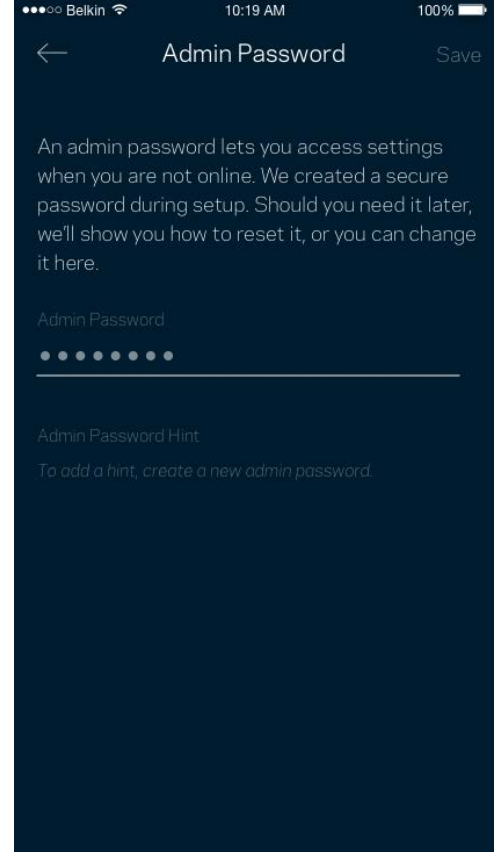 ●●●○○ Belkin 10:19 AM 100%
← Admin Password Save
An admin password lets you access settings
when you are not online. We created a secure
password during setup. Should you need it later,
we'll show you how to reset it, or you can change
it here.
Admin Password
●●●●●●●●
Admin Password Hint
To add a hint, create a new admin password.